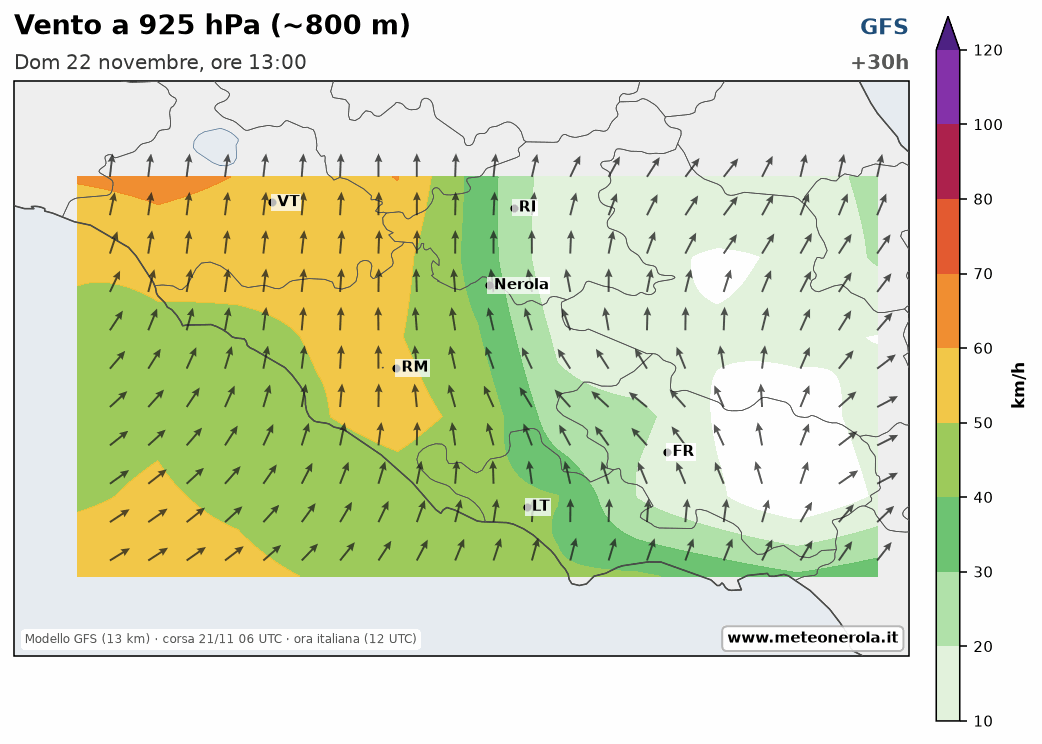 Vento a 925 hPa (~800 m)
GFS
Dom 22 novembre, ore 13:00
+30h
VT
RI
Nerola
RM
FR
LT
Modello GFS (13 km) · corsa 21/11 06 UTC · ora italiana (12 UTC)
www.meteonerola.it
120
100
80
70
60
50
40
30
20
10
km/h